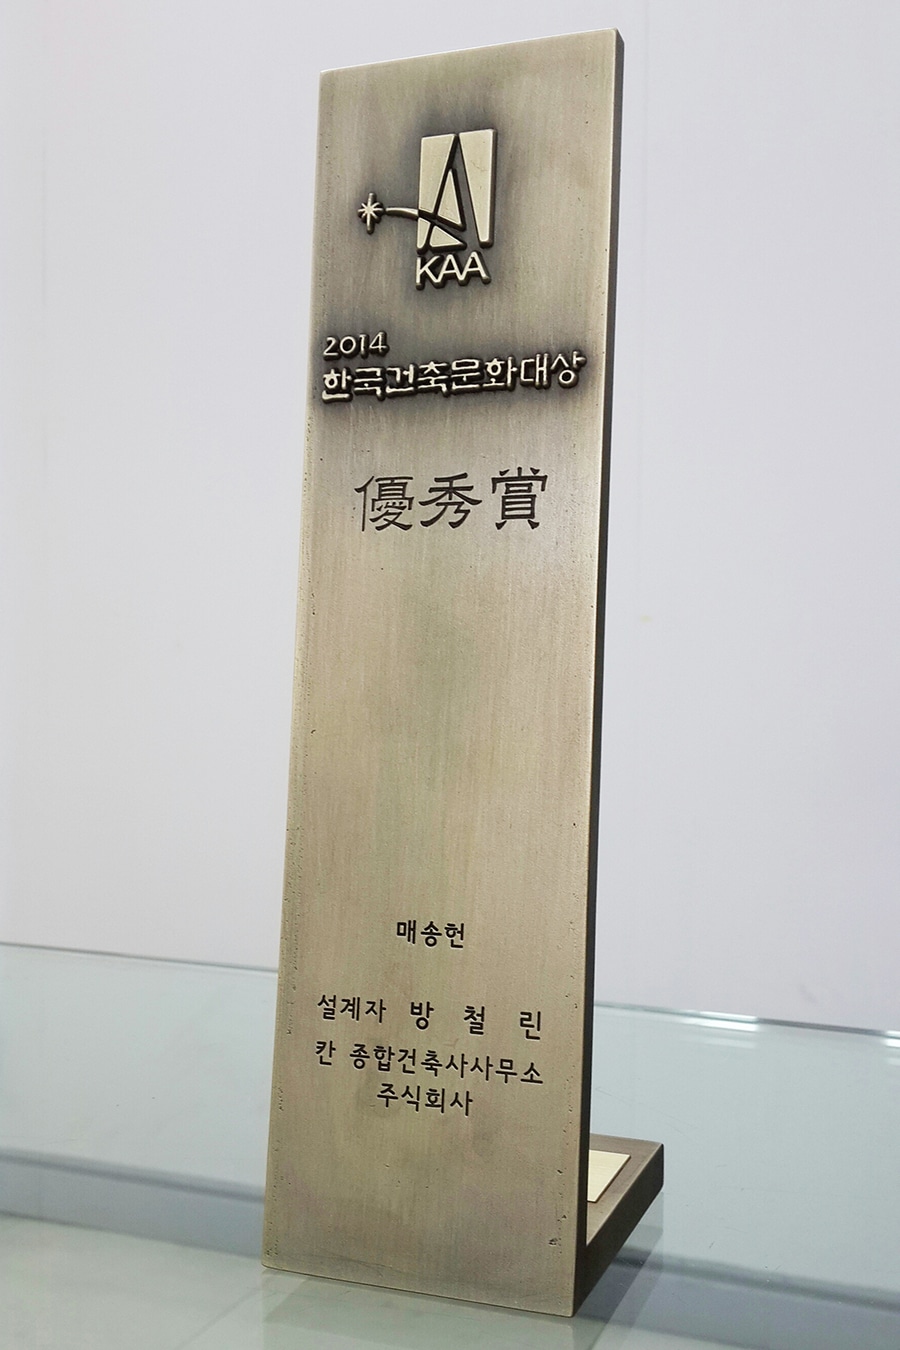 KAA
2014
한국건축문화대상
優秀賞
매송헌
설계자 방 철 린
칸 종합건축사사무소
주식회사